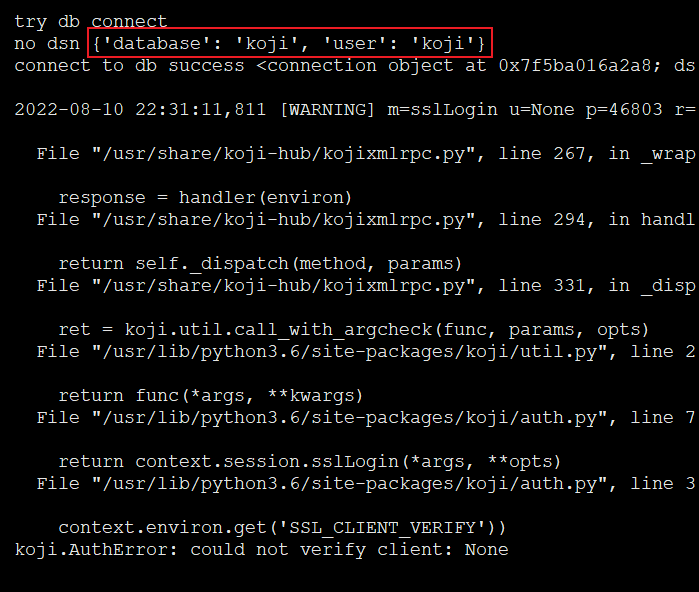 try db connect
no dsn {'database': 'koji', 'user': 'koji'}
connect to db success <connection object at 0x7f5ba016a2a8; ds
2022-08-10 22:31:11,811 [WARNING] m=sslLogin u=None p=46803 r=
File "/usr/share/koji-hub/kojixmlrpc.py", line 267, in _wrap
response = handler(environ)
File "/usr/share/koji-hub/kojixmlrpc.py", line 294, in handl
return self._dispatch(method, params)
File "/usr/share/koji-hub/kojixmlrpc.py", line 331, in _disp
ret = koji.util.call_with_argcheck(func, params, opts)
File "/usr/lib/python3.6/site-packages/koji/util.py", line 2
return func(*args, **kwargs)
File "/usr/lib/python3.6/site-packages/koji/auth.py", line 7
return context.session.sslLogin(*args, **opts)
File "/usr/lib/python3.6/site-packages/koji/auth.py", line 3
context.environ.get('SSL_CLIENT_VERIFY'))
koji.AuthError: could not verify client: None